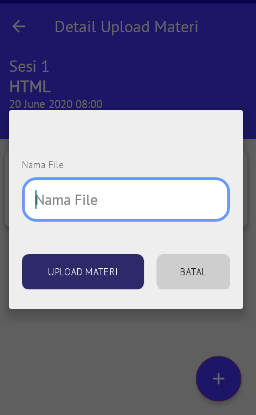 Detail Upload Materi
Sesi 1
HTML
20 June 2020 08:00
Nama File
Nama File
UPLOAD MATERI
BATAL